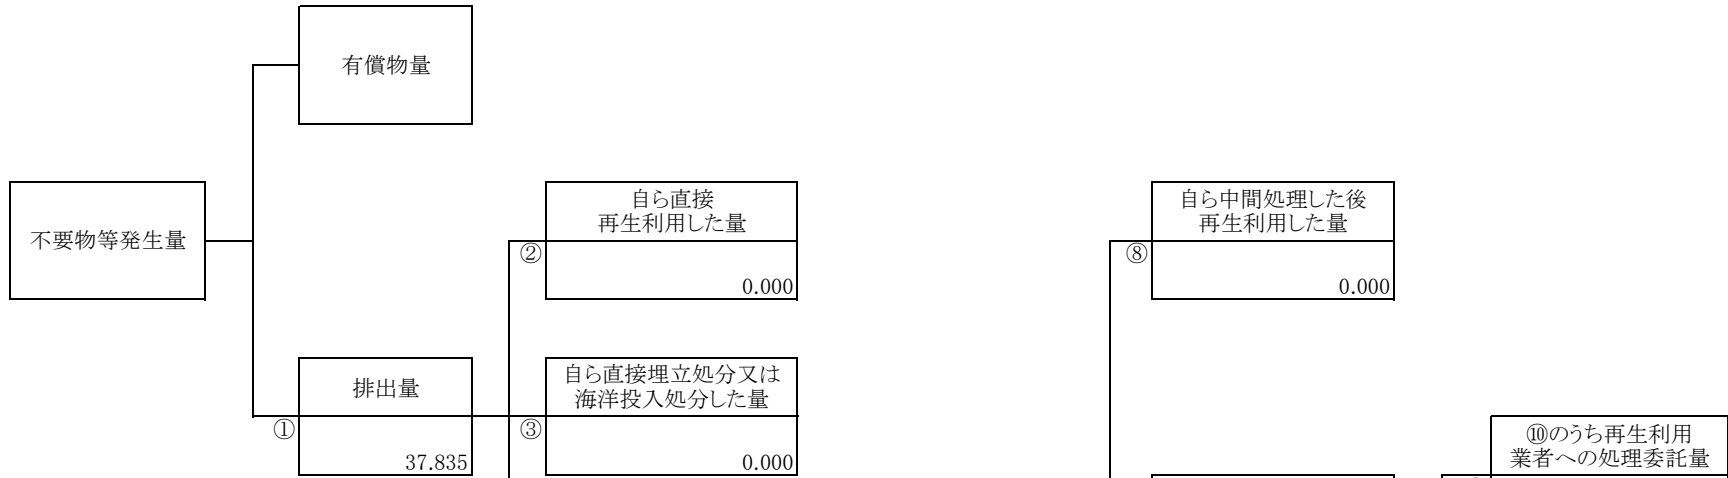 有償物量
不要物等発生量
自ら直接
再生利用した量
②
0.000
自ら中間処理した後
再生利用した量
⑧
0.000
排出量
①
37.835
自ら直接埋立処分又は
海洋投入処分した量
③
0.000
⑩のうち再生利用
業者への処理委託量